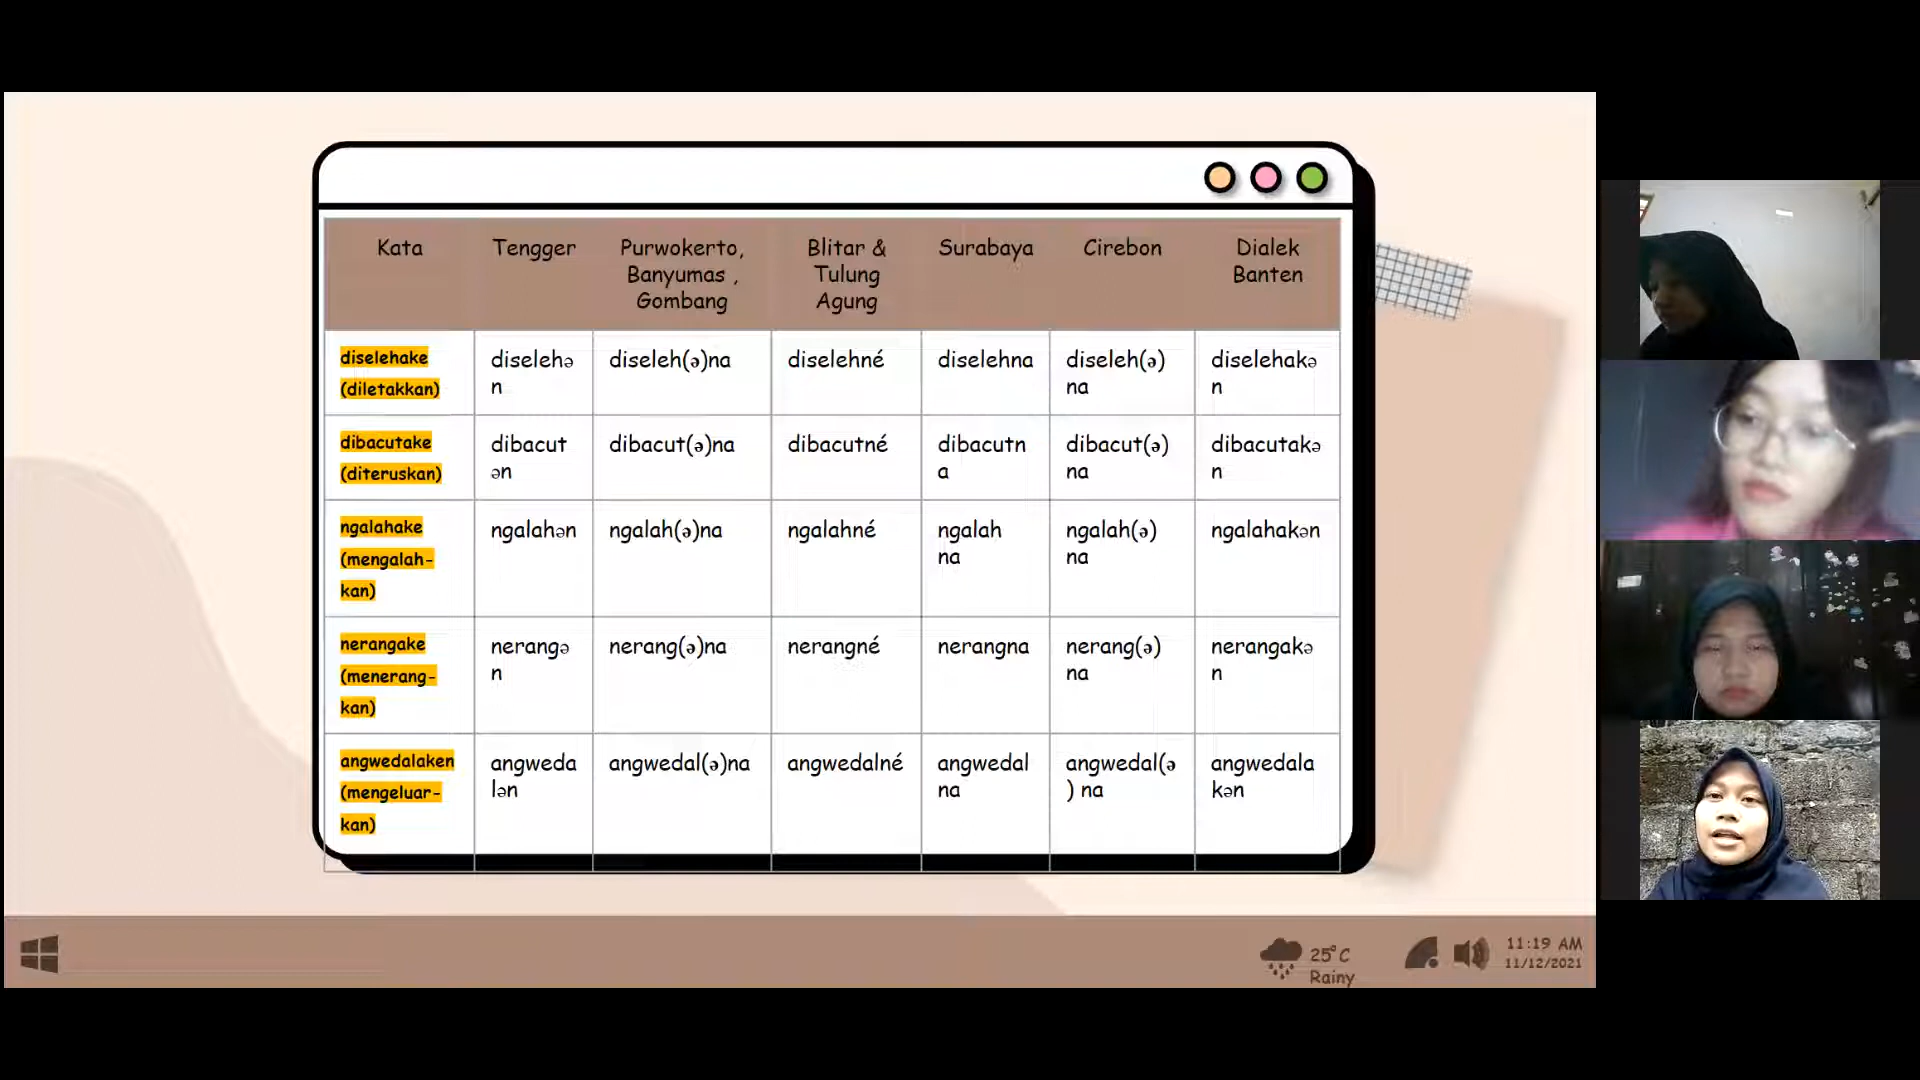 Kata
Tengger
Purwokerto,
Banyumas ,
Gombang
Blitar &
Tulung
Agung
Surabaya
Cirebon
Dialek
Banten
diselehake
(diletakkan)
diselehə
n
diseleh(ə)na
diselehné
diselehna
diseleh(ə)
na
diselehakə
n
dibacutake
(diteruskan)
dibacut
ən
dibacut(ə)na
dibacutné
dibacutn
a
dibacut(ə)
na
dibacutakə
n
ngalahake
(mengalah-
kan)
ngalahən
ngalah(ə)na
ngalahné
ngalah
na
ngalah(ə)
na
ngalahakən
nerangake
(menerang-
kan)
nerangə
n
nerang(ə)na
nerangné
nerangna
nerang(ə)
na
nerangakə
n
angwedalaken
(mengeluar-
kan)
angweda
lən
angwedal(ə)na
angwedalné
angwedal
na
angwedal(ə
) na
angwedala
kən
25°C
Rainy
11:19 AM
11/12/2021